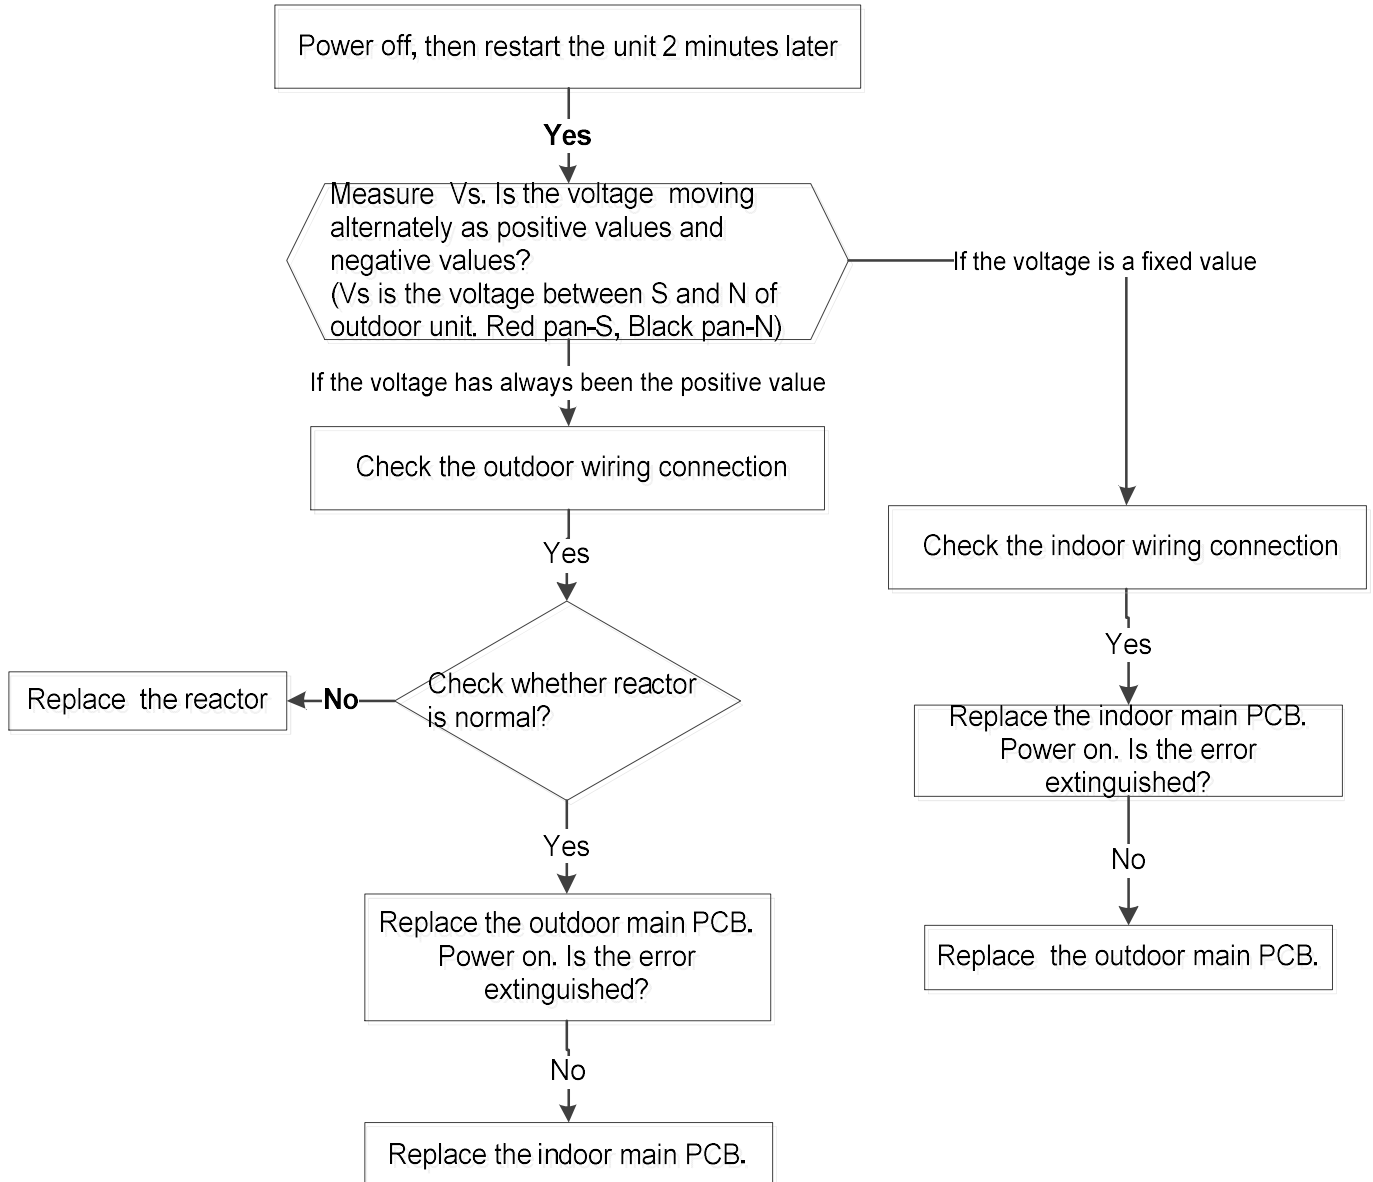 Power off, then restart the unit 2 minutes later
Yes
Measure Vs. Is the voltage moving
alternately as positive values and
negative values?
(Vs is the voltage between S and N of
outdoor unit. Red pan-S, Black pan-N)
If the voltage is a fixed value
If the voltage has always been the positive value
Check the outdoor wiring connection
Yes
Check whether reactor
is normal?
No
Replace the reactor
Yes
Replace the outdoor main PCB.
Power on. Is the error
extinguished?
No
Replace the indoor main PCB.
Check the indoor wiring connection
Yes
Replace the indoor main PCB.
Power on. Is the error
extinguished?
No
Replace the outdoor main PCB.